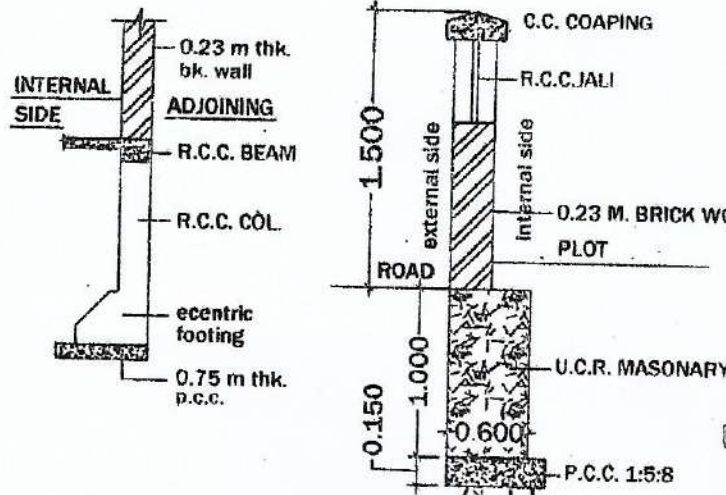 0.23 m thk.
bk. wall
INTERNAL
SIDE
ADJOINING
R.C.C. BEAM
R.C.C. COL.
ecentric
footing
0.75 m thk.
p.c.c.
C.C. COAPING
R.C.C.JALI
1.500
external side
internal side
0.23 M. BRICK WO
PLOT
ROAD
U.C.R. MASONARY
1.000
0.600
0.150
P.C.C. 1:5:8